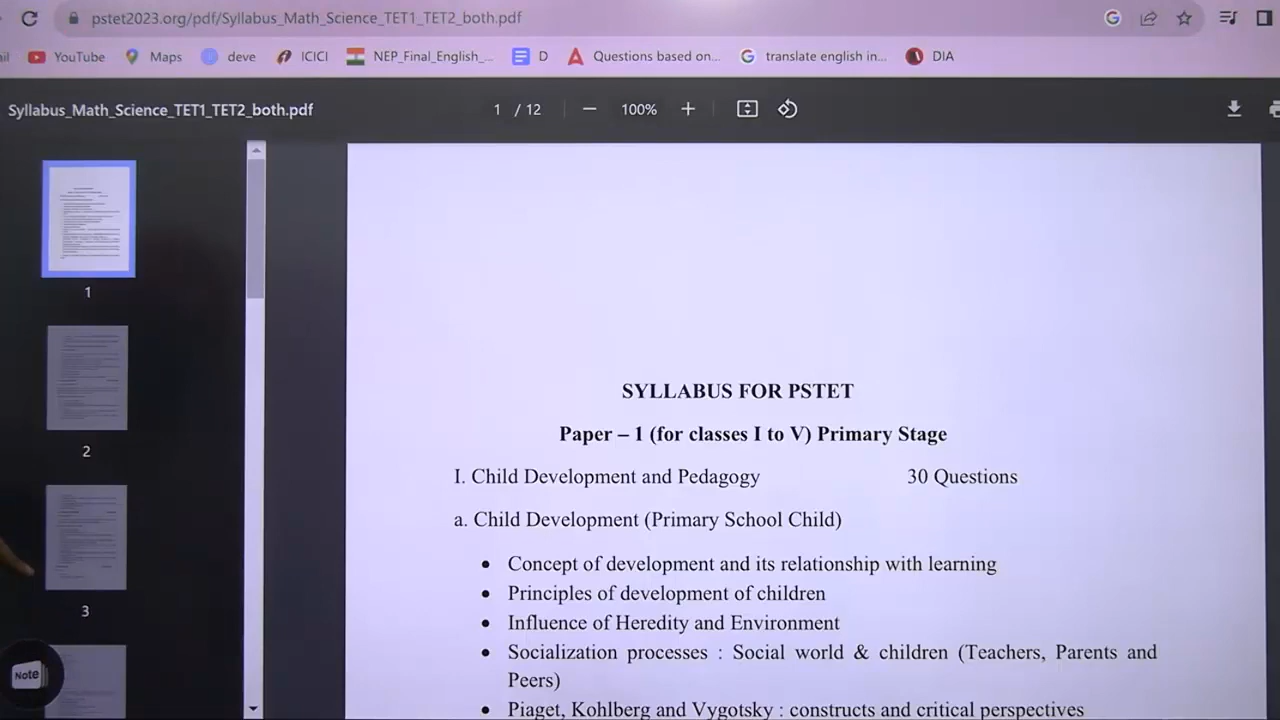 pstet2023.org/pdf/Syllabus_Math_Science_TET1_TET2_both.pdf
YouTube Maps deve ICICI NEP_Final_English_... D Questions based on... translate english in... DIA
Syllabus_Math_Science_TET1_TET2_both.pdf 1 / 12 100%
1
2
3
Note
SYLLABUS FOR PSTET
Paper – 1 (for classes I to V) Primary Stage
I. Child Development and Pedagogy 30 Questions
a. Child Development (Primary School Child)
• Concept of development and its relationship with learning
• Principles of development of children
• Influence of Heredity and Environment
• Socialization processes : Social world & children (Teachers, Parents and
Peers)
• Piaget, Kohlberg and Vygotsky : constructs and critical perspectives